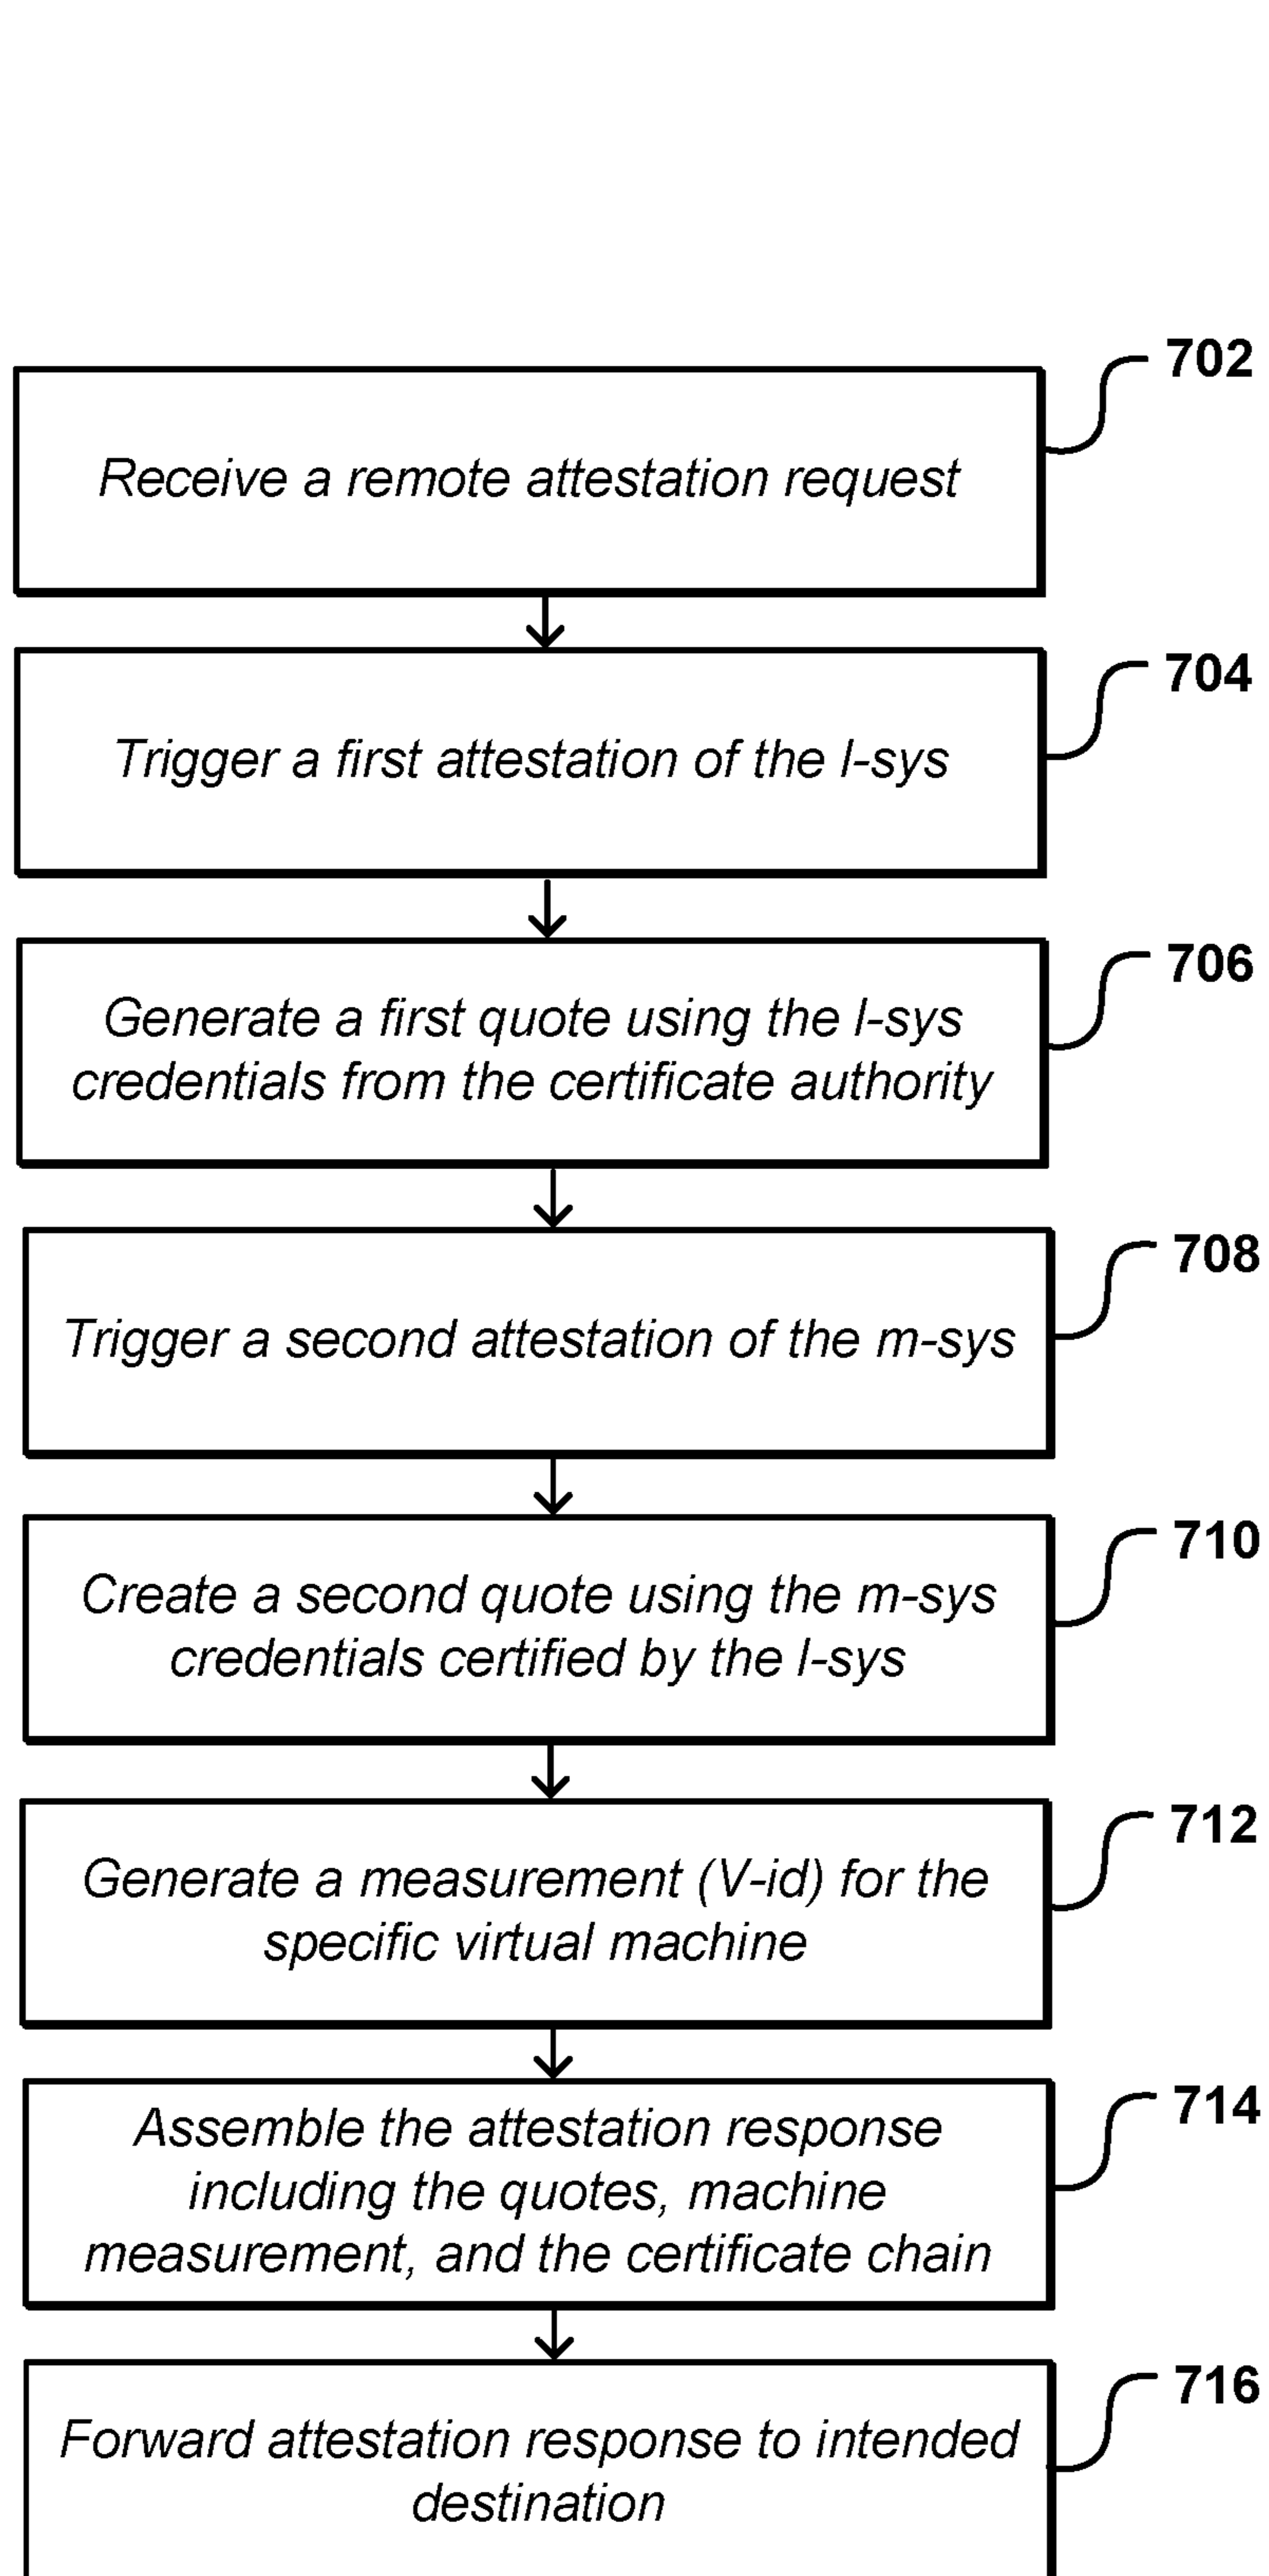 702
Receive a remote attestation request
704
Trigger a first attestation of the l-sys
706
Generate a first quote using the l-sys
credentials from the certificate authority
708
Trigger a second attestation of the m-sys
710
Create a second quote using the m-sys
credentials certified by the l-sys
712
Generate a measurement (V-id) for the
specific virtual machine
714
Assemble the attestation response
including the quotes, machine
measurement, and the certificate chain
716
Forward attestation response to intended
destination